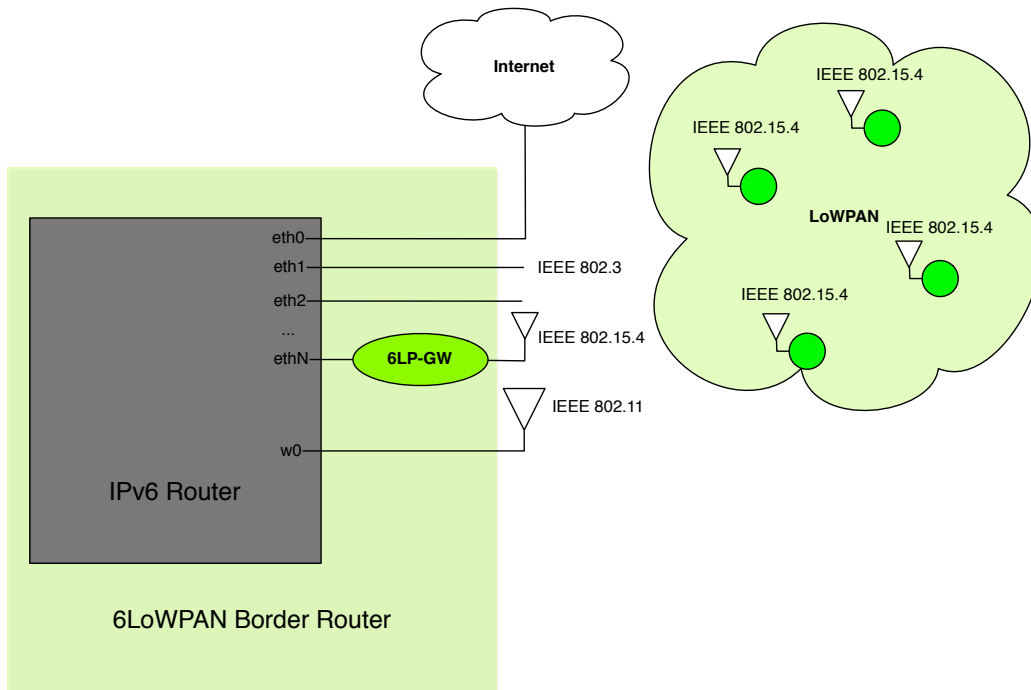 Internet
IEEE 802.15.4
IEEE 802.15.4
LoWPAN
IEEE 802.15.4
IEEE 802.15.4
eth0
eth1
IEEE 802.3
eth2
...
IEEE 802.15.4
ethN
6LP-GW
IEEE 802.11
w0
IPv6 Router
6LoWPAN Border Router